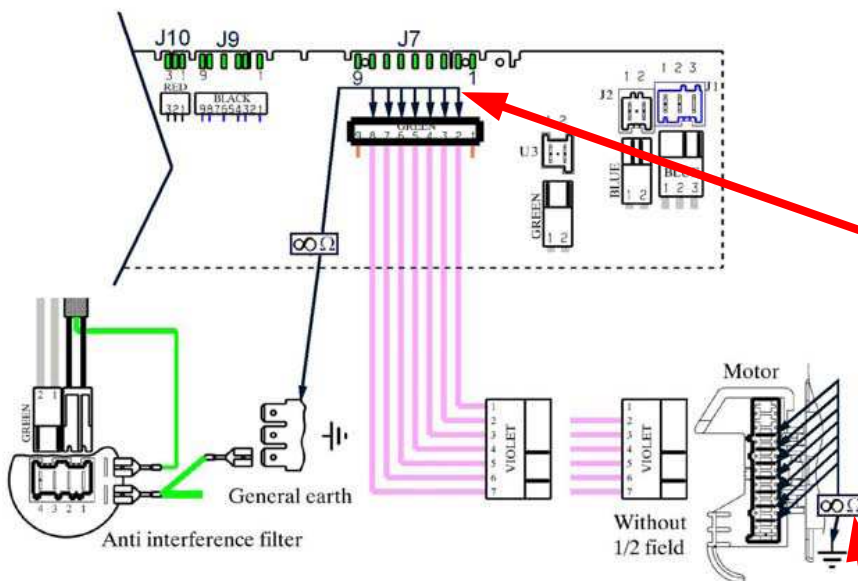 J10 J9 J7
3 1 9 1 9 1
RED
321
BLACK
987654321
GREEN
9 8 7 6 5 4 3 2 1
1 2
U3
GREEN
1 2
1 2
J2
BLUE
1 2
1 2 3
J1
BLUE
1 2 3
∞ Ω
2 1
GREEN
4 3 2 1
Anti interference filter
General earth
1
2
3
4
5
6
7
VIOLET
1
2
3
4
5
6
7
VIOLET
Without
1/2 field
Motor
∞ Ω